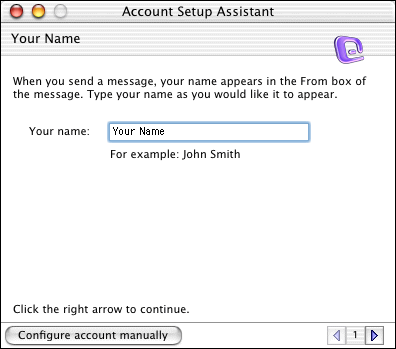 Account Setup Assistant
Your Name
When you send a message, your name appears in the From box of
the message. Type your name as you would like it to appear.
Your name: Your Name
For example: John Smith
Click the right arrow to continue.
Configure account manually 1